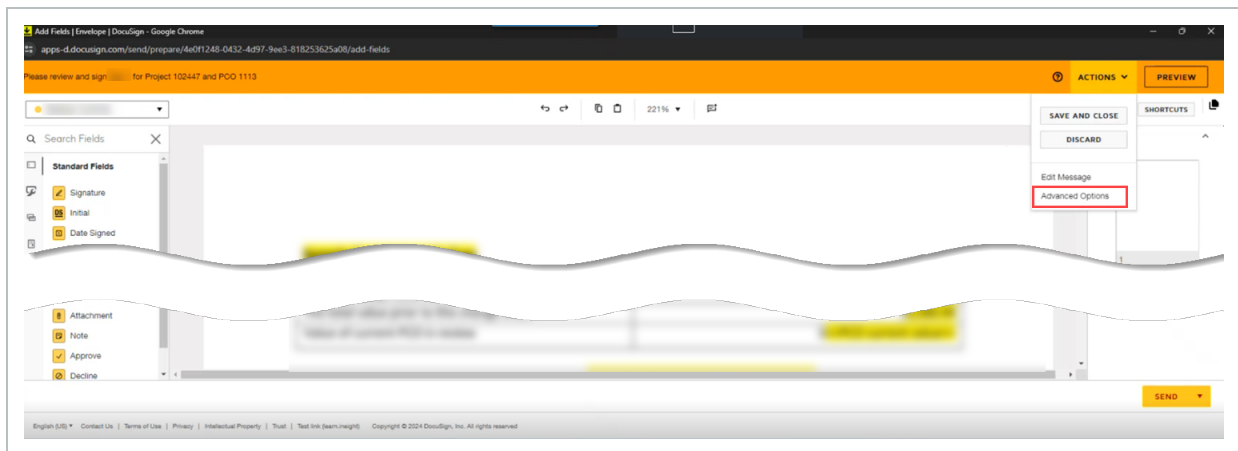 Add Fields | Envelope | DocuSign - Google Chrome
apps-d.docusign.com/send/prepare/4e0f1248-0432-4d97-9ee3-818253625a08/add-fields
Please review and sign for Project 102447 and PCO 1113
ACTIONS
PREVIEW
221%
SAVE AND CLOSE
SHORTCUTS
Search Fields
DISCARD
Standard Fields
Edit Message
Signature
Advanced Options
DS Initial
Date Signed
1
Attachment
Note
Value of current PCO in review
Approve
Decline
SEND
English (US) Contact Us | Terms of Use | Privacy | Intellectual Property | Trust | Test link (learn.ineight) Copyright © 2024 DocuSign, Inc. All rights reserved